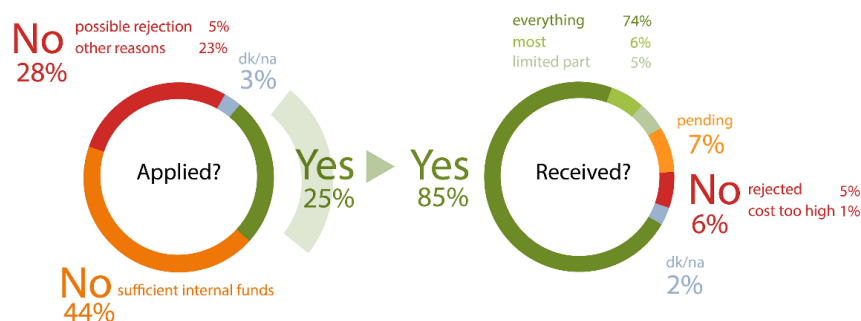 No
28%
possible rejection 5%
other reasons 23%
dk/na
3%
Applied?
Yes
25%
No sufficient internal funds
44%
everything 74%
most 6%
limited part 5%
Yes
85%
Received?
pending
7%
No
6%
rejected 5%
cost too high 1%
dk/na
2%